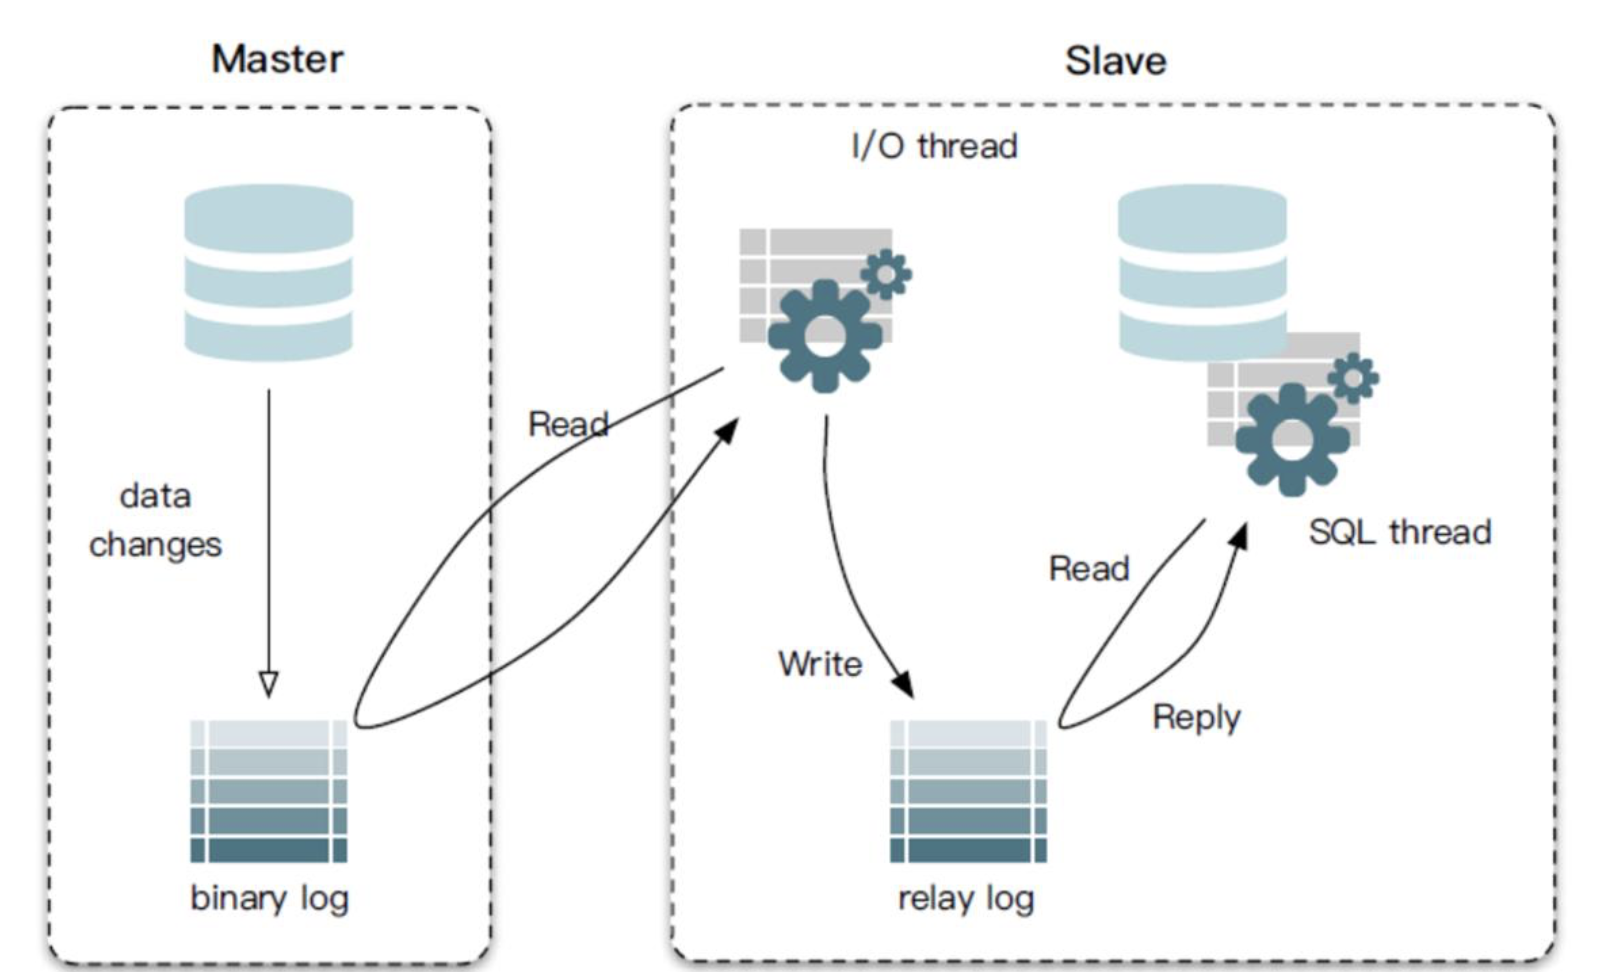 Master
Slave
I/O thread
Read
data
changes
SQL thread
Read
Write
Reply
binary log
relay log